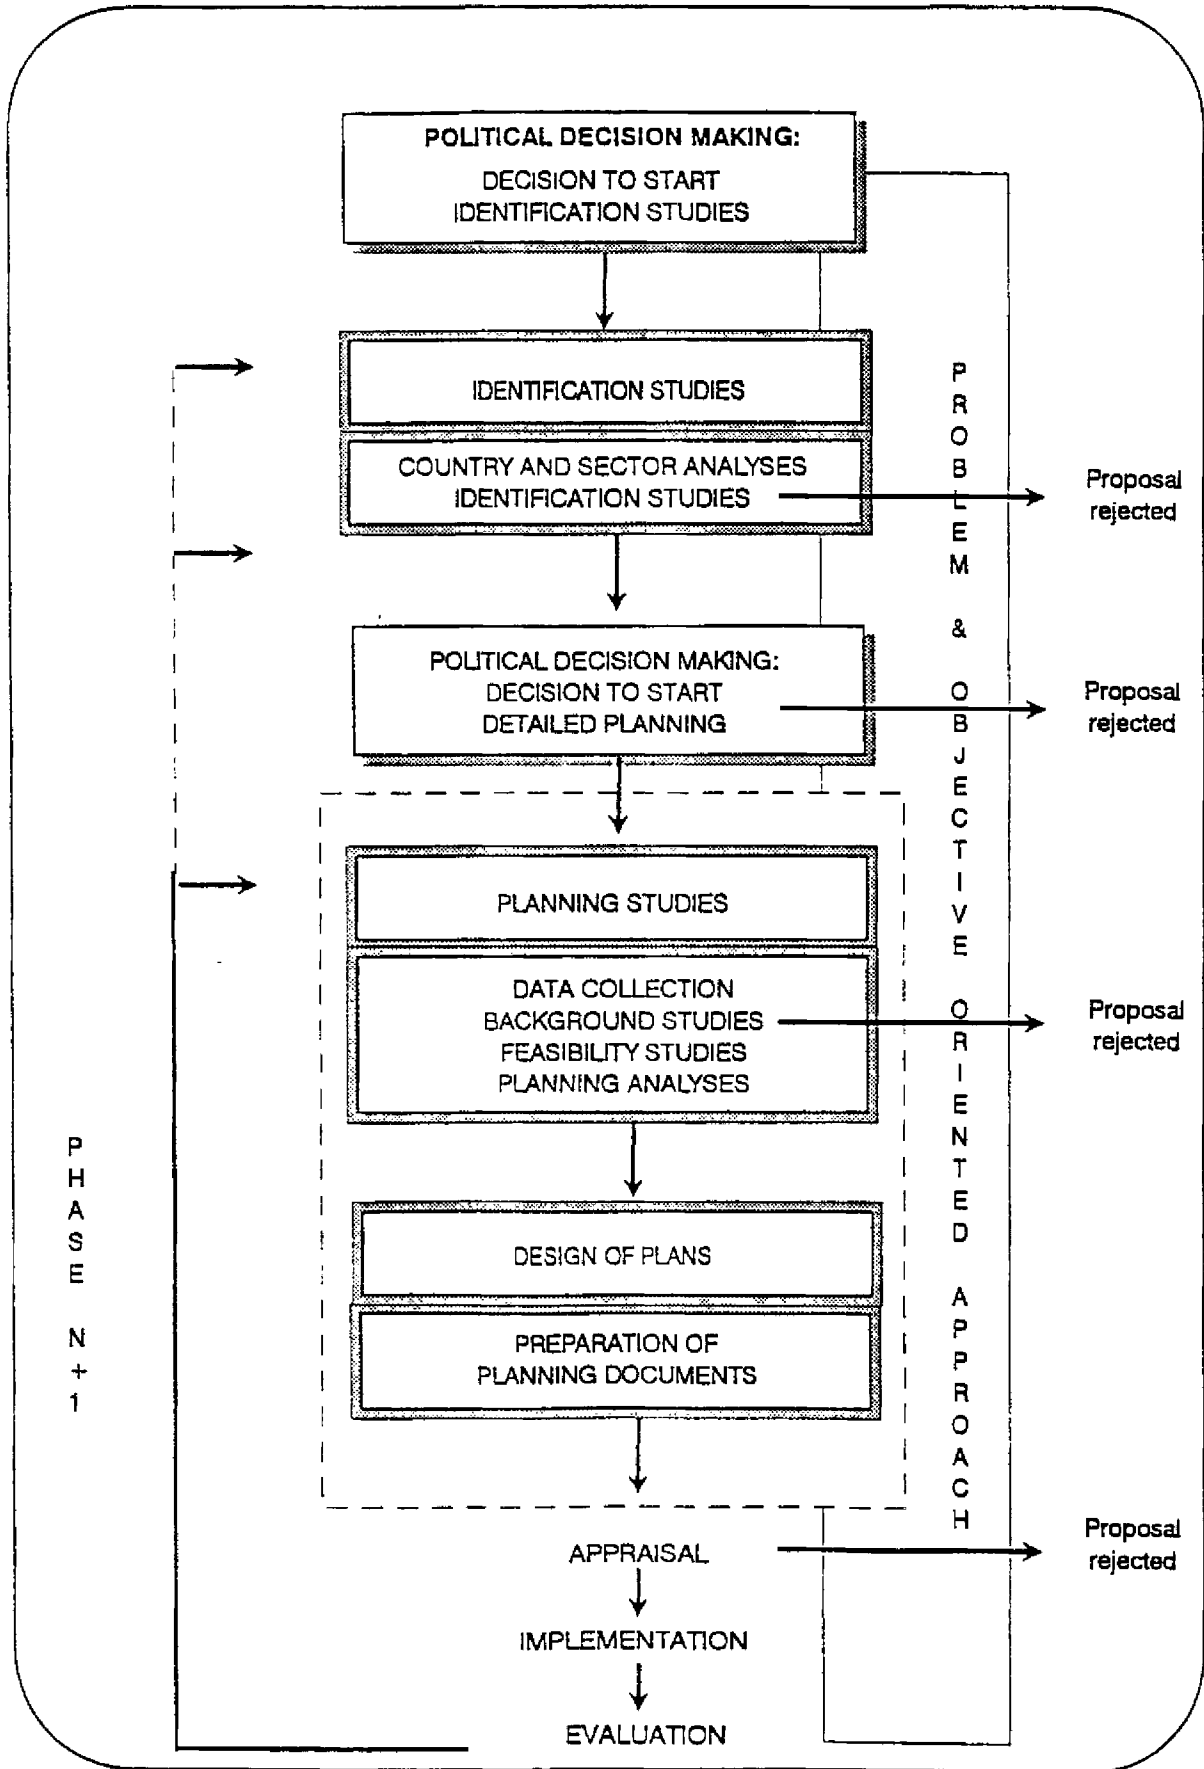 POLITICAL DECISION MAKING:
DECISION TO START
IDENTIFICATION STUDIES
IDENTIFICATION STUDIES
COUNTRY AND SECTOR ANALYSES
IDENTIFICATION STUDIES
Proposal
rejected
POLITICAL DECISION MAKING:
DECISION TO START
DETAILED PLANNING
Proposal
rejected
PLANNING STUDIES
DATA COLLECTION
BACKGROUND STUDIES
FEASIBILITY STUDIES
PLANNING ANALYSES
Proposal
rejected
DESIGN OF PLANS
PREPARATION OF
PLANNING DOCUMENTS
APPRAISAL
Proposal
rejected
IMPLEMENTATION
EVALUATION
PHASE N+1
PROBLEM & OBJECTIVE ORIENTED APPROACH